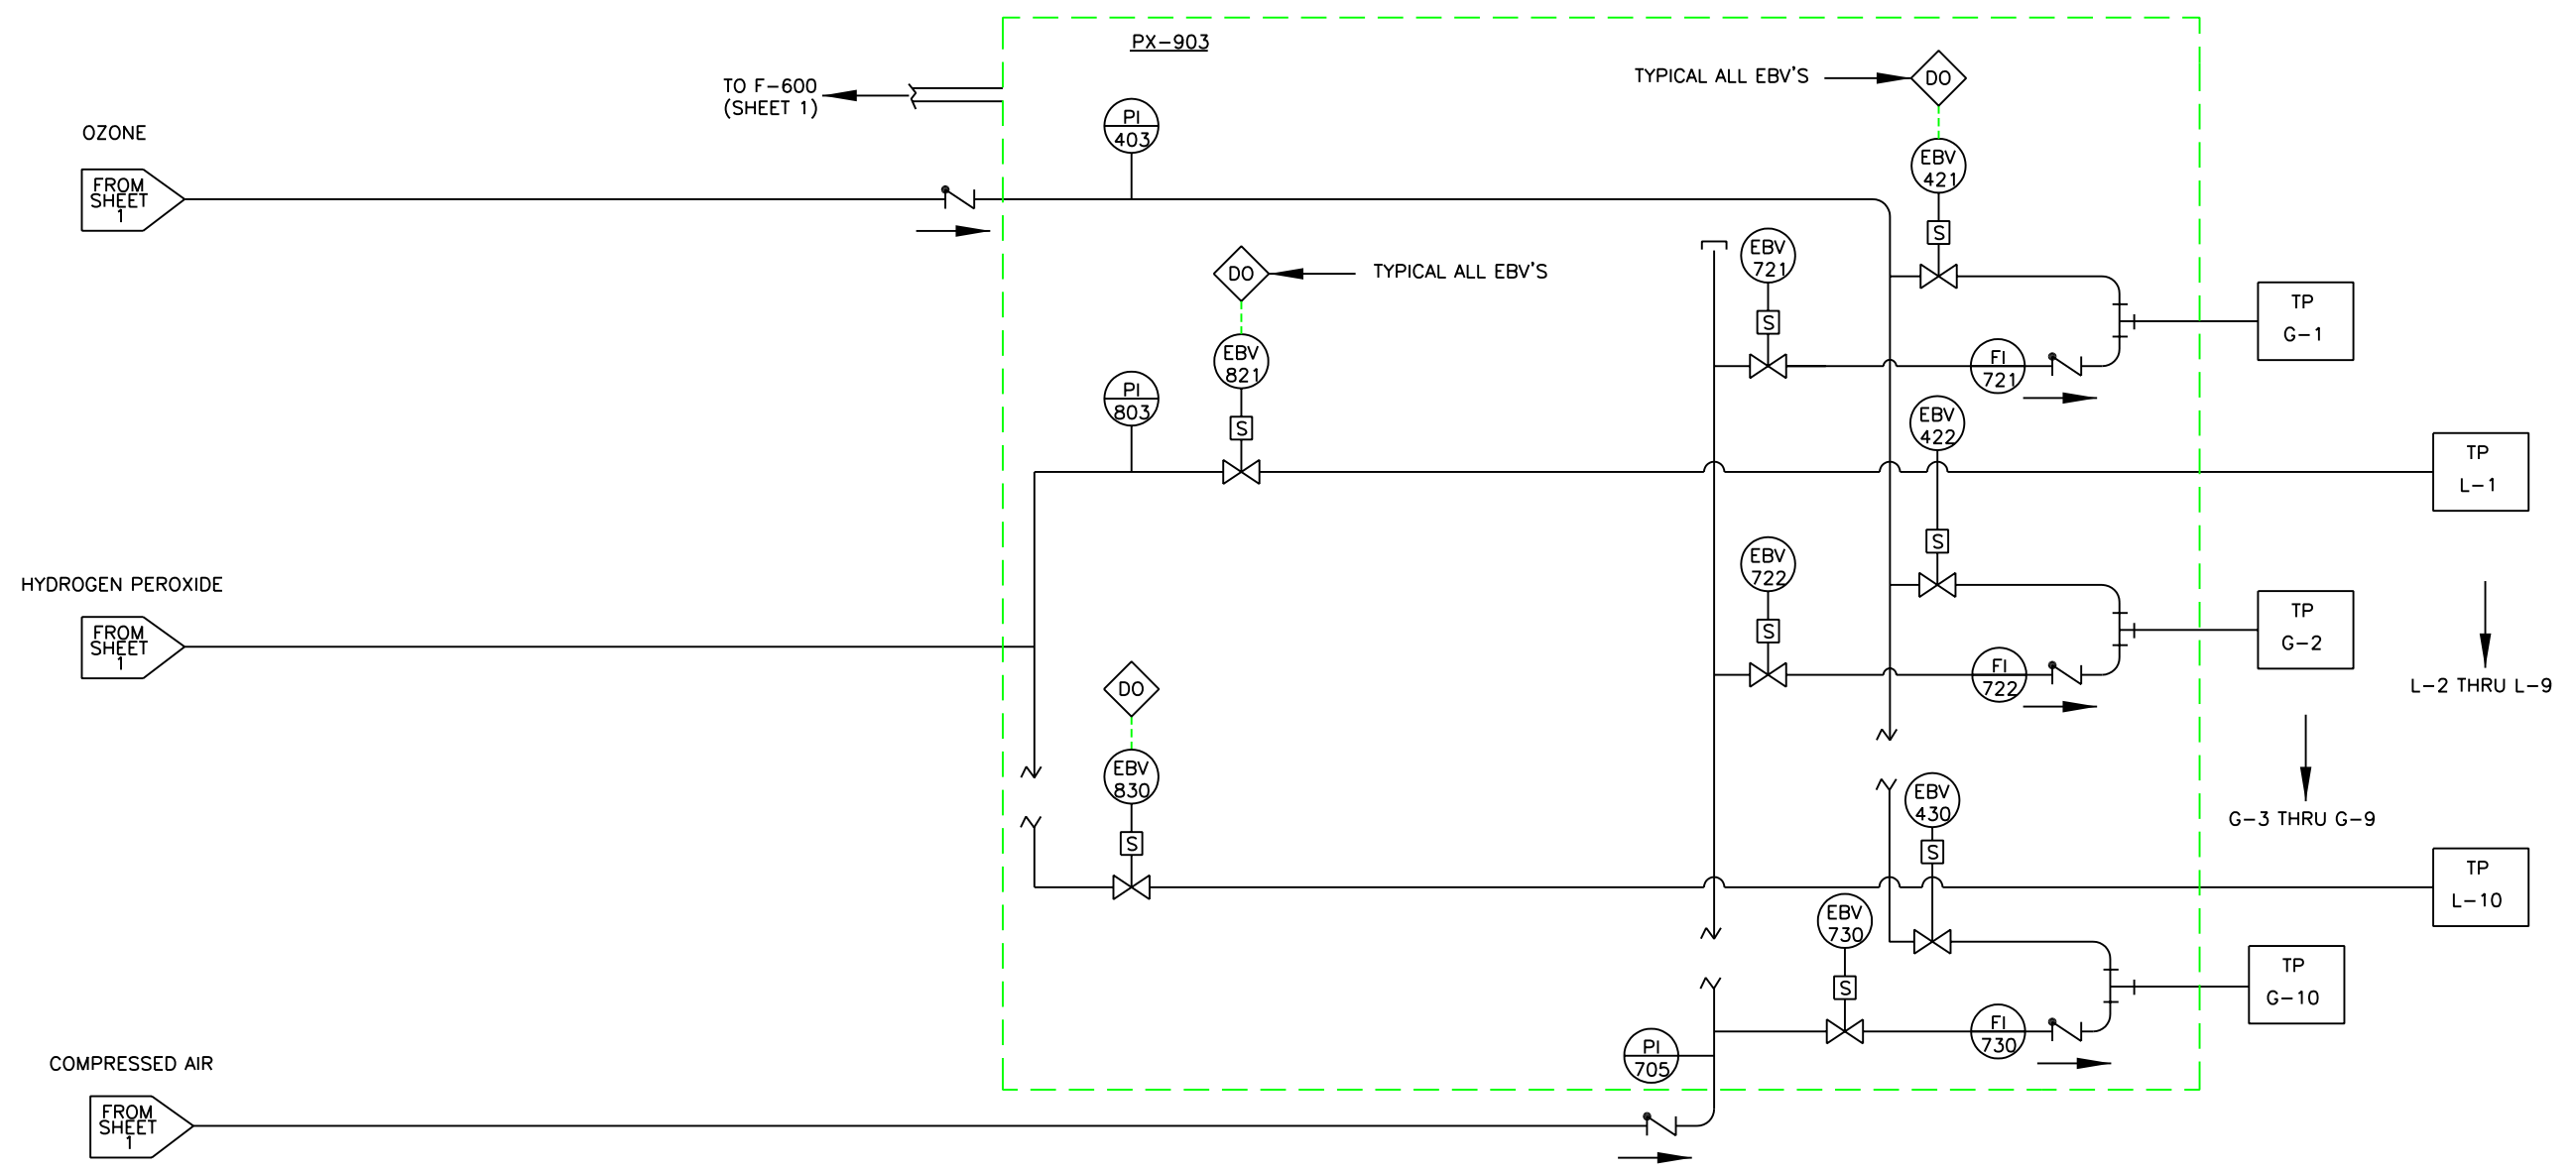 PX-903
TO F-600
(SHEET 1)
TYPICAL ALL EBV'S
DO
PI
403
OZONE
EBV
421
FROM
SHEET
1
S
EBV
721
DO
TYPICAL ALL EBV'S
TP
G-1
S
EBV
821
FI
721
PI
803
EBV
422
S
TP
L-1
S
EBV
722
HYDROGEN PEROXIDE
FROM
SHEET
1
S
TP
G-2
FI
722
DO
L-2 THRU L-9
EBV
830
EBV
430
G-3 THRU G-9
S
S
TP
L-10
EBV
730
TP
G-10
S
FI
730
PI
705
COMPRESSED AIR
FROM
SHEET
1